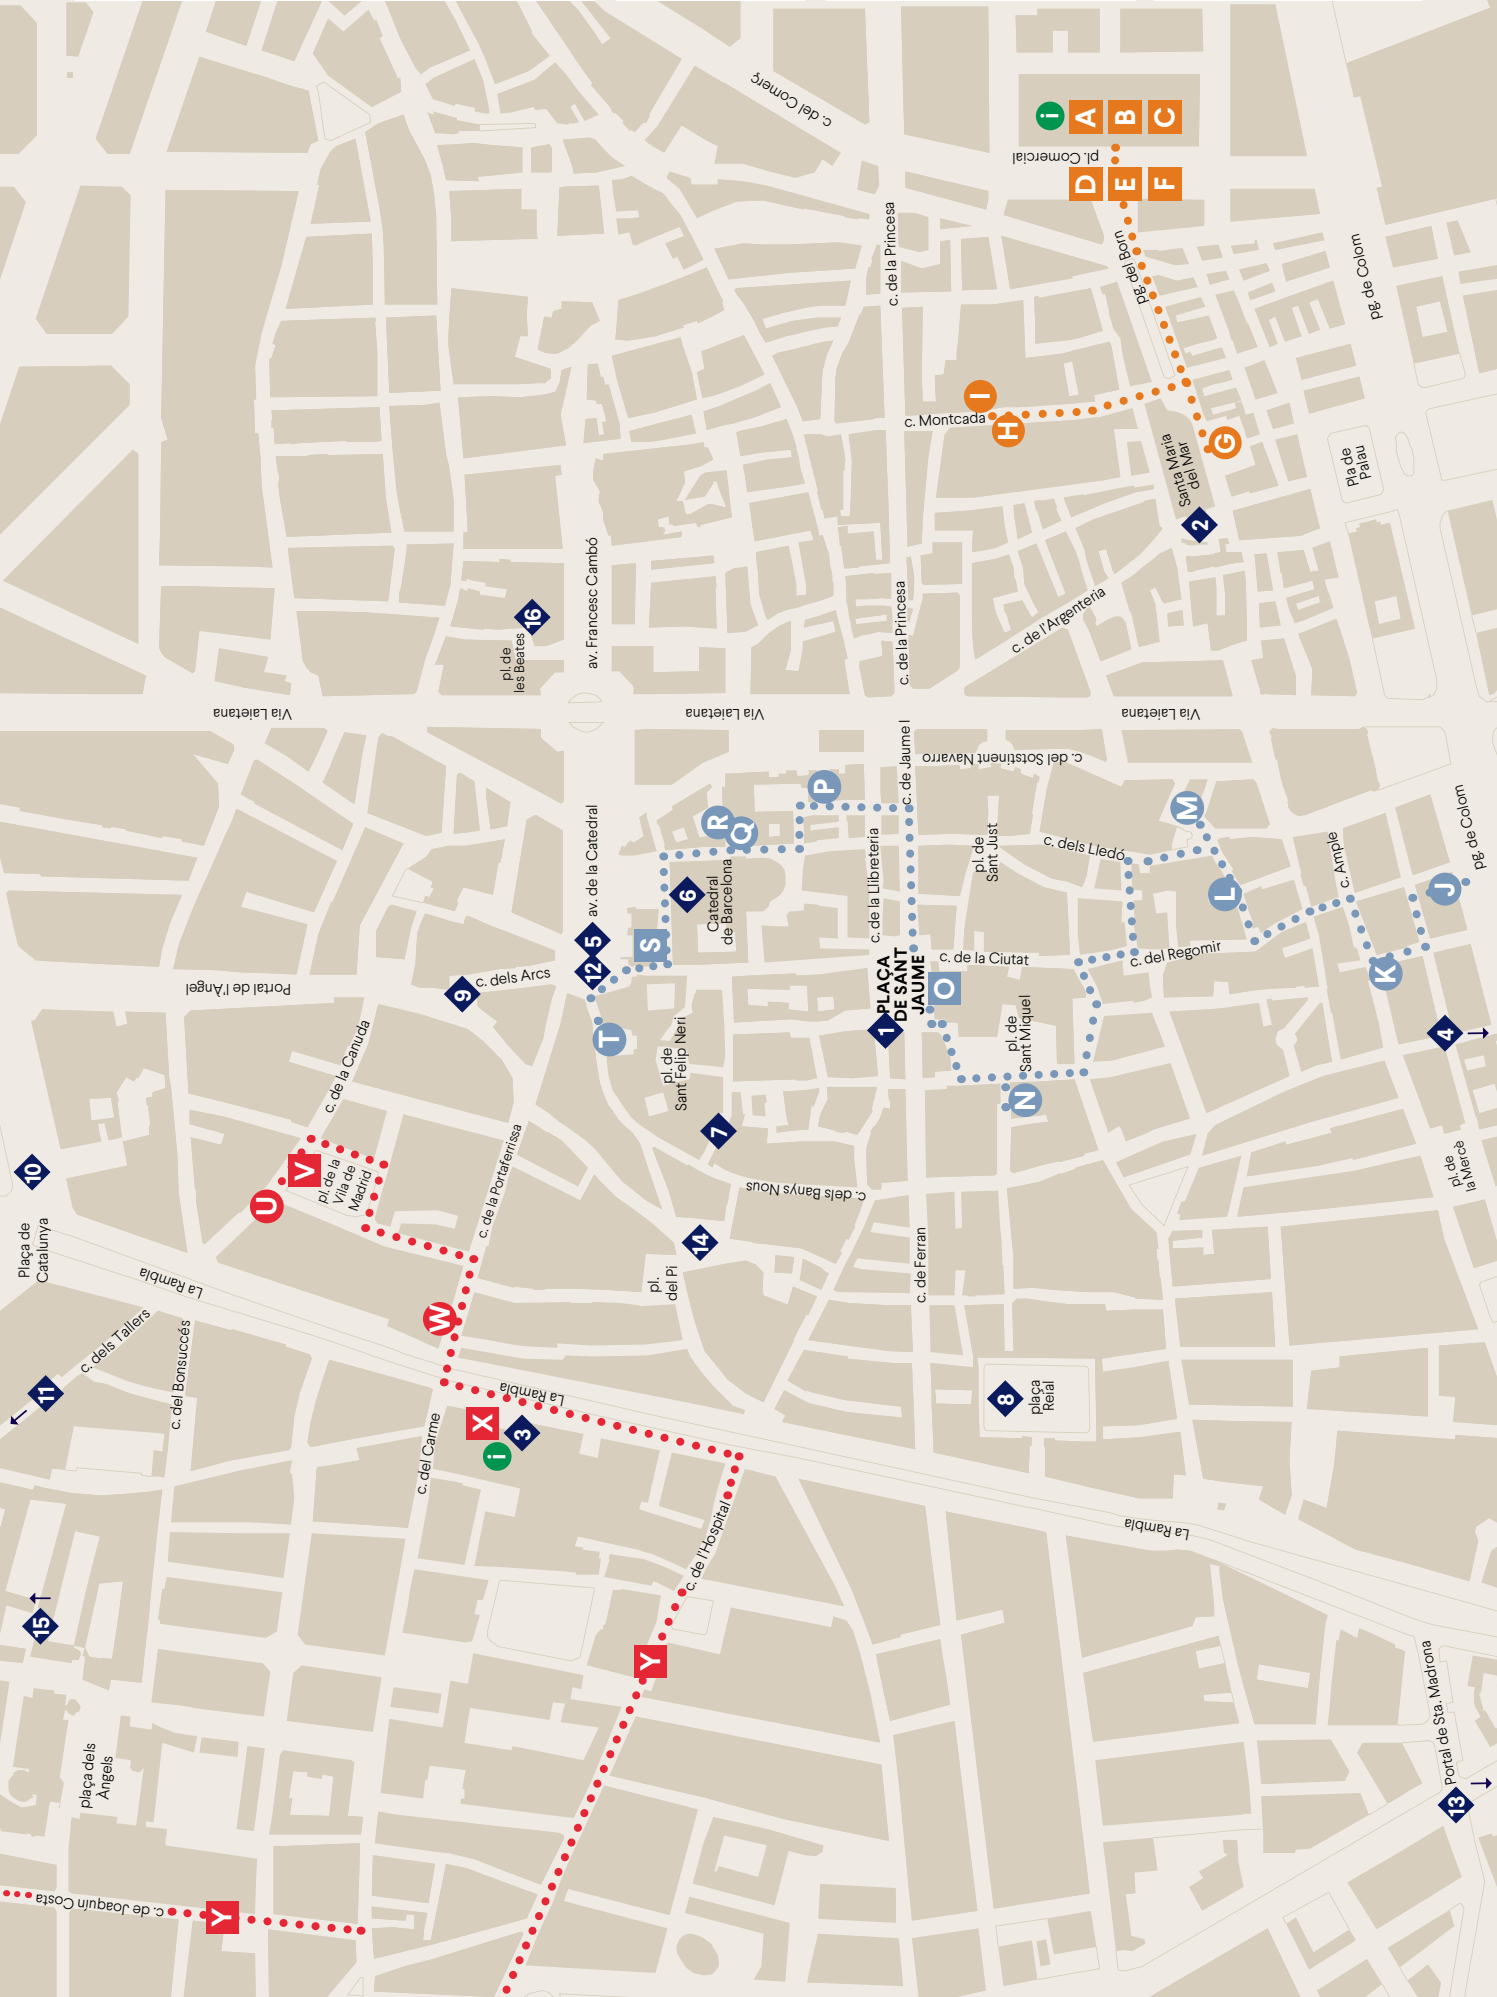 c. del Comerç
i
A
B
C
pl. Comercial
D
E
F
c. de la Princesa
pg. del Born
pg. de Colom
I
c. Montcada
H
G
Santa Maria
del Mar
Pla de
Palau
2
16
pl. de
les Beates
av. Francesc Cambó
c. de la Princesa
c. de l'Argenteria
Via Laietana
Via Laietana
Via Laietana
c. de Jaume I
c. del Sotstinent Navarro
P
R
Q
M
av. de la Catedral
c. de la Llibreteria
pl. de
Sant Just
c. dels Lledó
c. Ample
pg. de Colom
6
Catedral
de Barcelona
L
J
5
S
12
c. dels Arcs
9
Portal de l'Àngel
PLAÇA
DE SANT
JAUME
c. de la Ciutat
c. del Regomir
K
O
1
T
pl. de
Sant Felip Neri
pl. de
Sant Miquel
4
c. de la Canuda
N
7
10
V
U
pl. de la
Vila de
Madrid
c. de la Portaferrissa
c. dels Banys Nous
pl. de
la Mercè
Plaça de
Catalunya
14
pl.
del Pi
c. de Ferran
La Rambla
W
c. dels Tallers
11
c. del Bonsuccés
La Rambla
8
plaça
Reial
X
3
i
c. del Carme
La Rambla
c. de l'Hospital
15
Y
Portal de Sta. Madrona
13
plaça dels
Àngels
c. de Joaquín Costa
Y